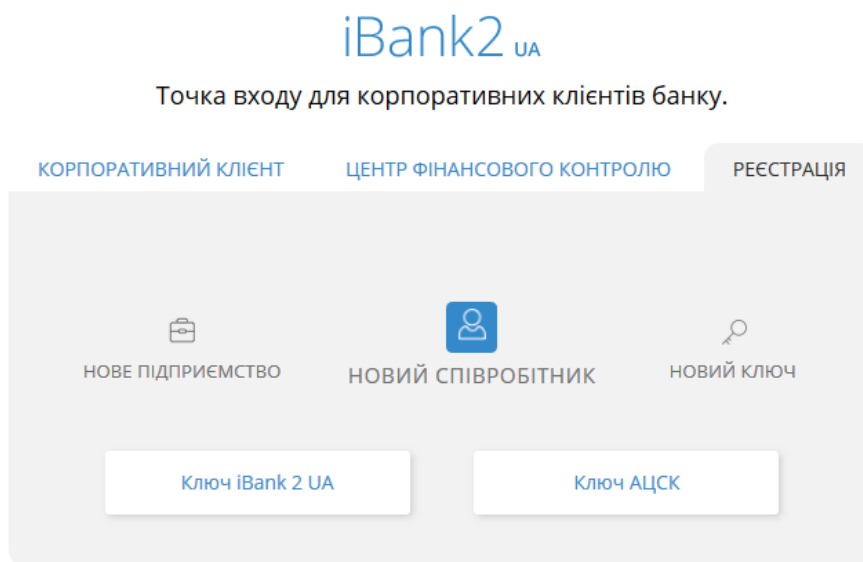 iBank2 UA
Точка входу для корпоративних клієнтів банку.
КОРПОРАТИВНИЙ КЛІЄНТ ЦЕНТР ФІНАНСОВОГО КОНТРОЛЮ РЕЄСТРАЦІЯ
НОВЕ ПІДПРИЄМСТВО НОВИЙ СПІВРОБІТНИК НОВИЙ КЛЮЧ
Ключ iBank 2 UA Ключ АЦСК